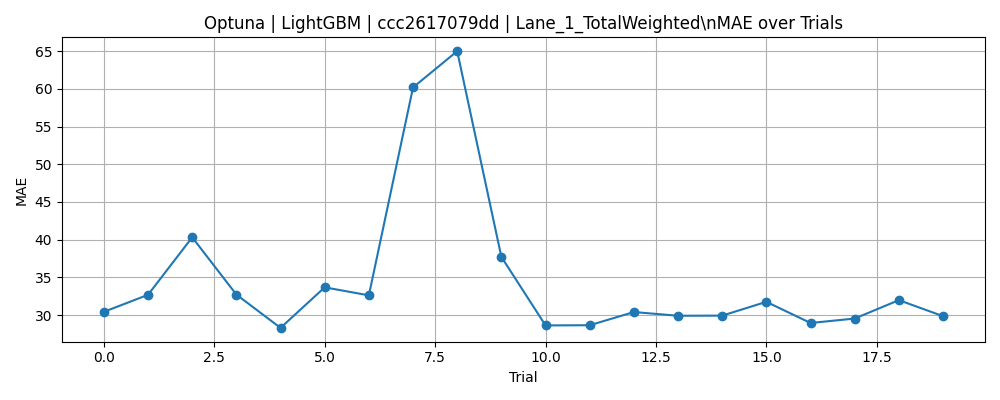 Optuna | LightGBM | ccc2617079dd | Lane_1_TotalWeighted\nMAE over Trials
65
60
55
50
45
40
35
30
MAE
0.0 2.5 5.0 7.5 10.0 12.5 15.0 17.5
Trial